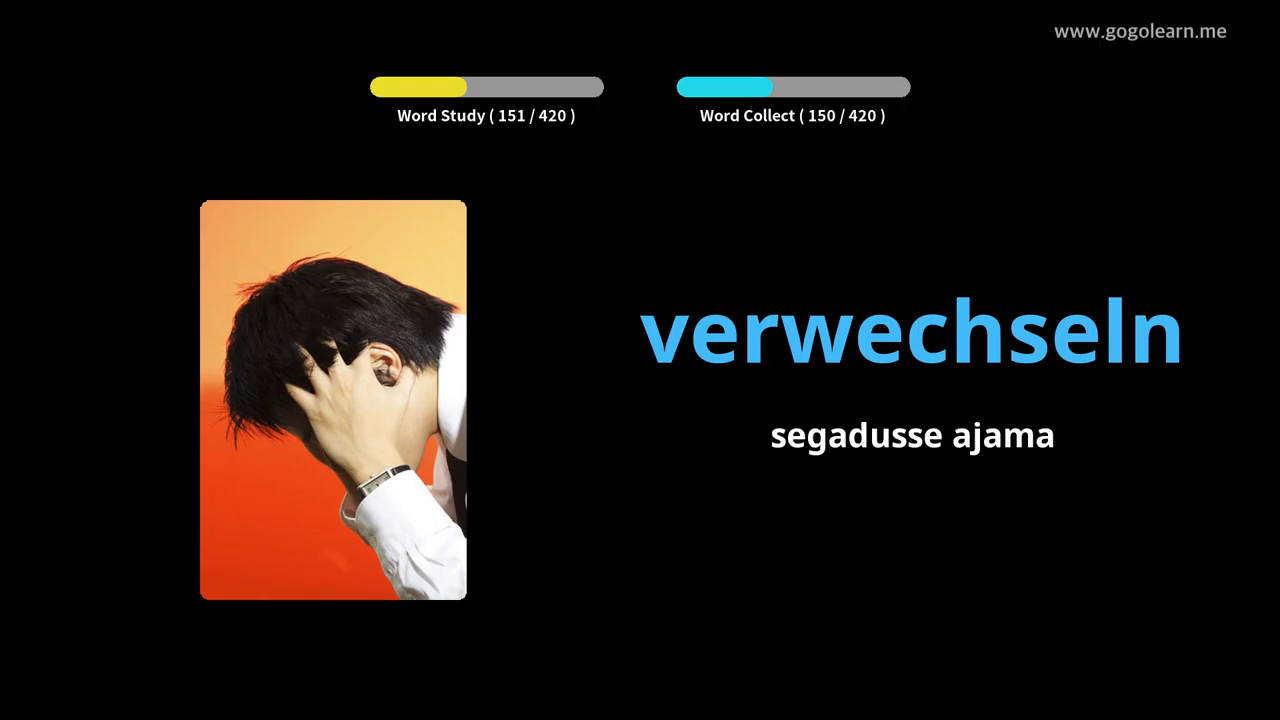 www.gogolearn.me
Word Study ( 151 / 420 )
Word Collect ( 150 / 420 )
verwechseln
segadusse ajama